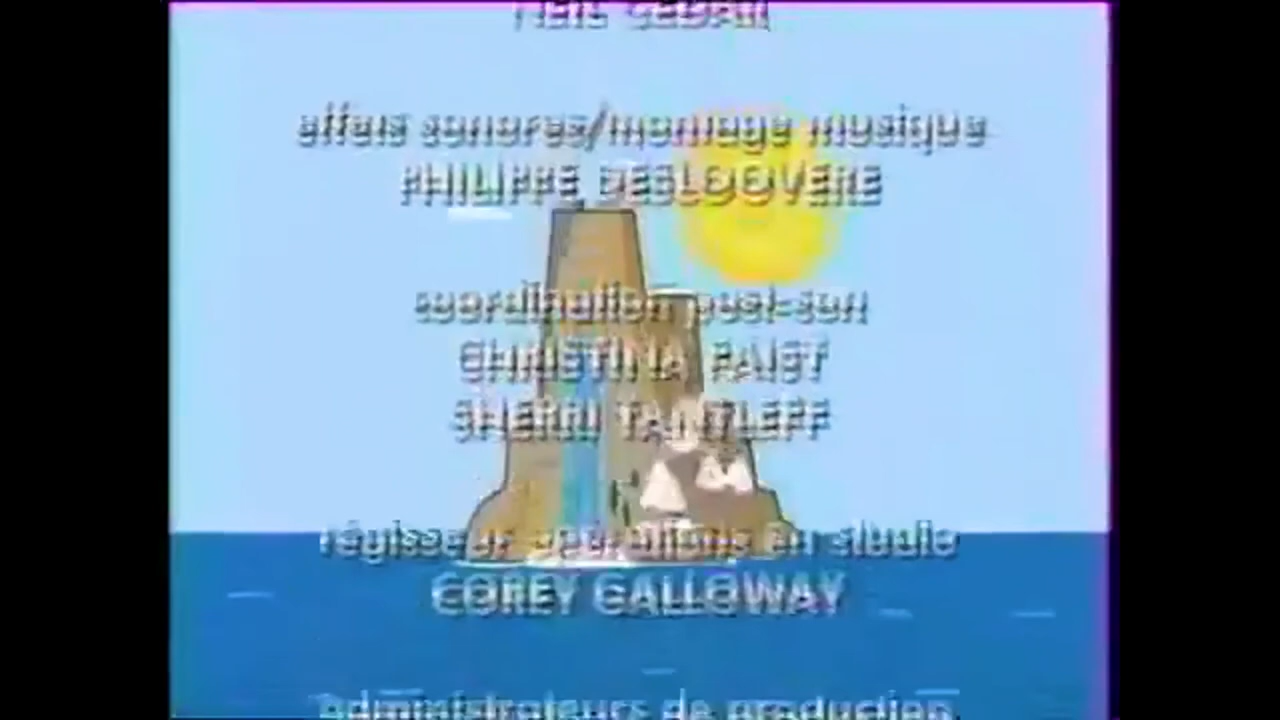 effets sonores/montage musique
PHILIPPE DESLOOVERE
coordination post-son
CHRISTINA FAIST
SHERRI TANTLEFF
régisseur opérations en studio
COREY GALLOWAY
Administrateurs de production